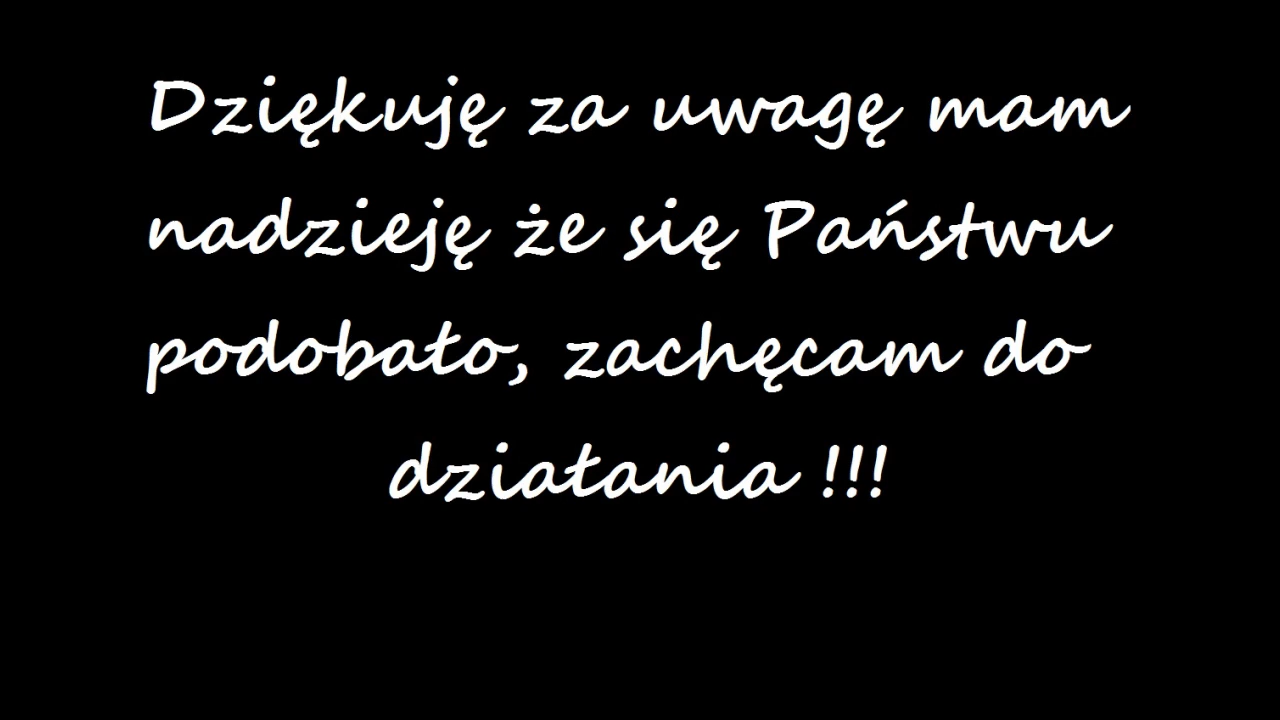 Dziękuję za uwagę mam
nadzieję że się Państwu
podobało, zachęcam do
działania !!!